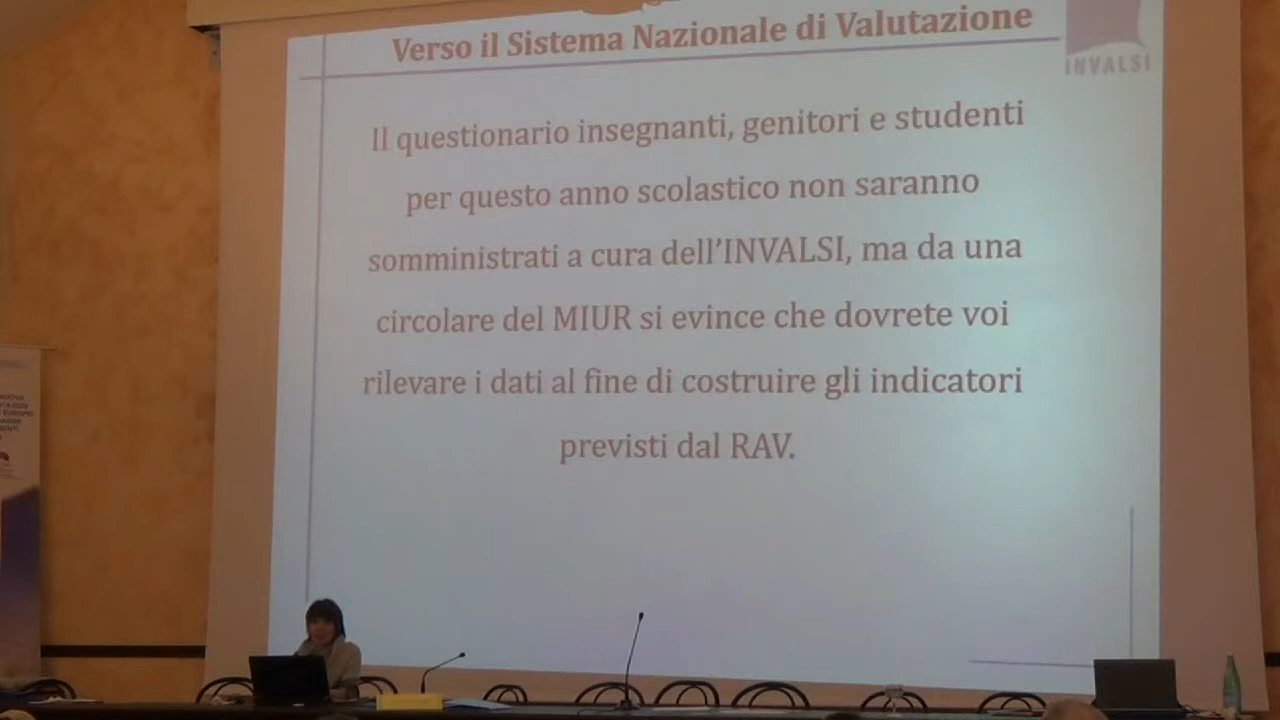 Verso il Sistema Nazionale di Valutazione
INVALSI
Il questionario insegnanti, genitori e studenti
per questo anno scolastico non saranno
somministrati a cura dell'INVALSI, ma da una
circolare del MIUR si evince che dovrete voi
rilevare i dati al fine di costruire gli indicatori
previsti dal RAV.